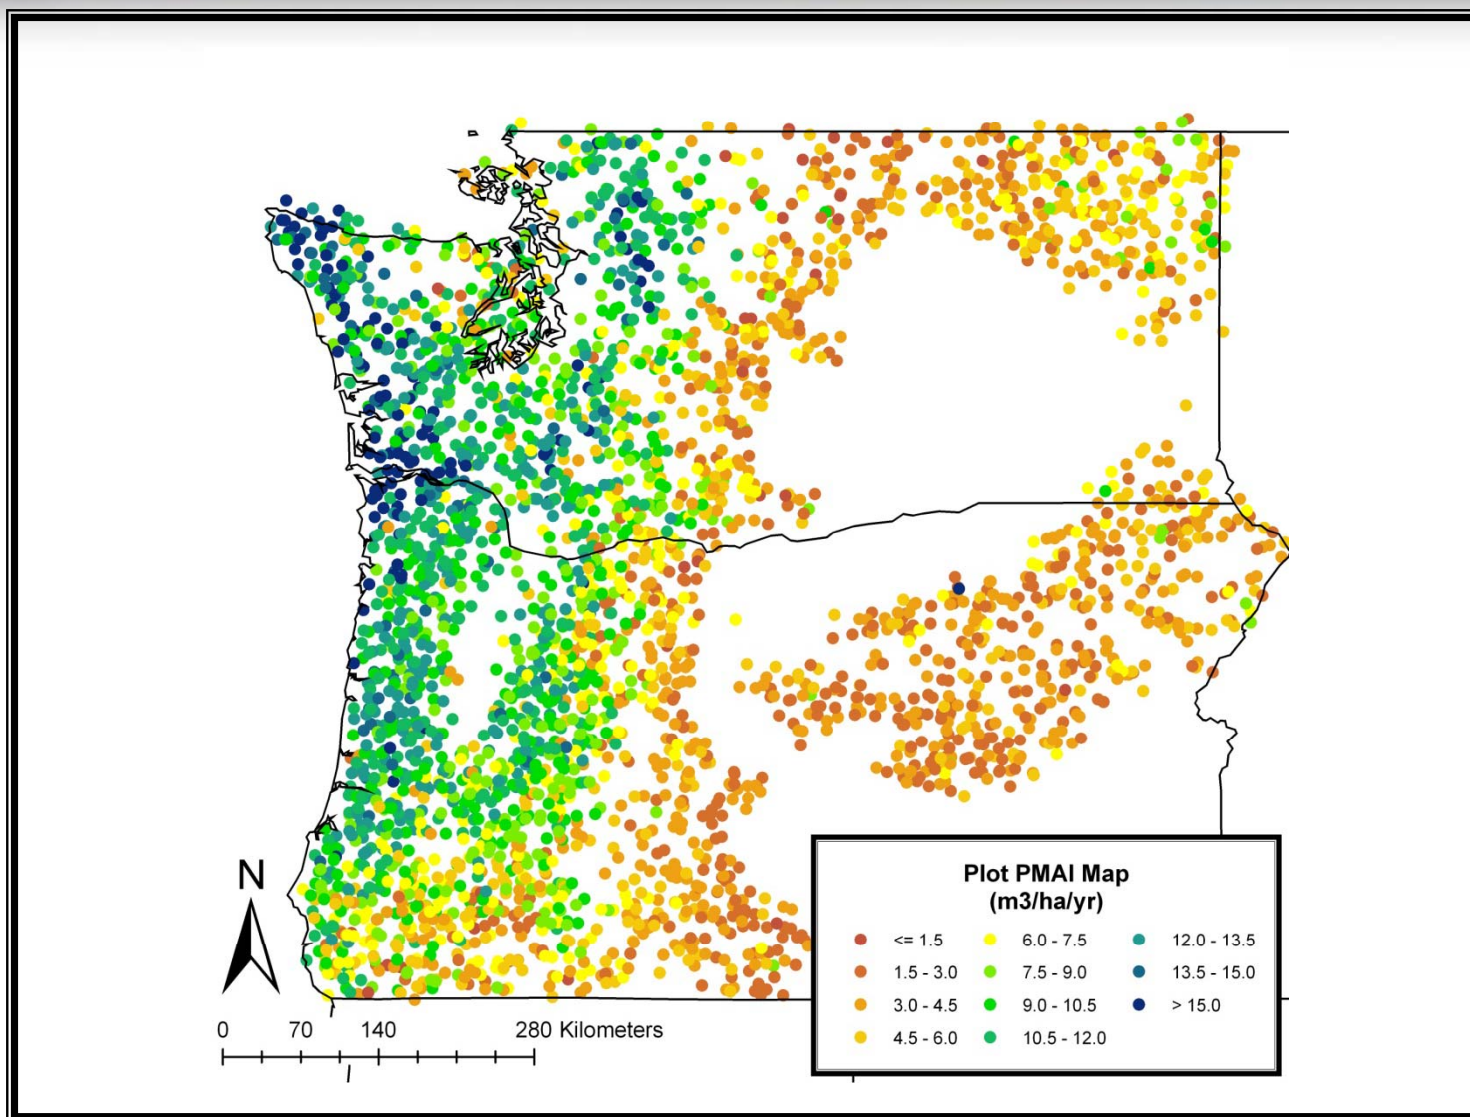 N
0 70 140 280 Kilometers
Plot PMAI Map
(m3/ha/yr)
<= 1.5 6.0 - 7.5 12.0 - 13.5
1.5 - 3.0 7.5 - 9.0 13.5 - 15.0
3.0 - 4.5 9.0 - 10.5 > 15.0
4.5 - 6.0 10.5 - 12.0